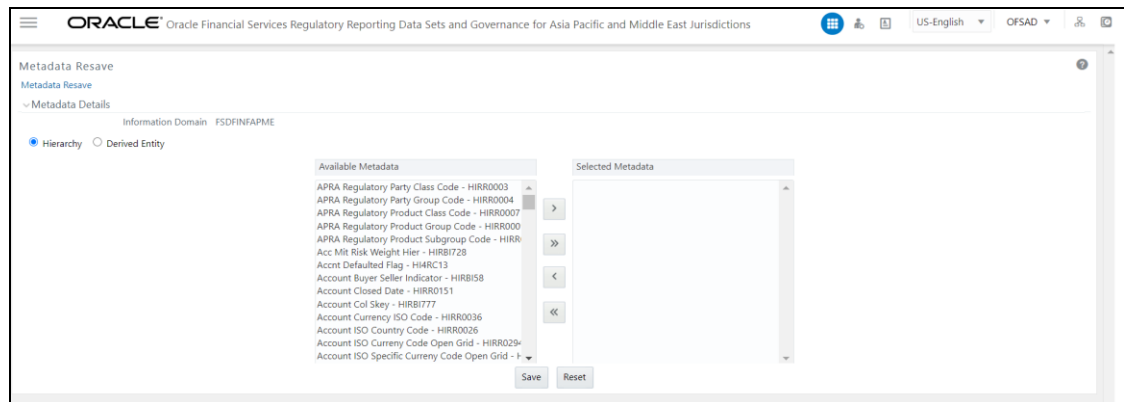 ORACLE Oracle Financial Services Regulatory Reporting Data Sets and Governance for Asia Pacific and Middle East Jurisdictions US-English OFSAD
Metadata Resave
Metadata Resave
Metadata Details
Information Domain FSDFINFAPME
Hierarchy Derived Entity
Available Metadata Selected Metadata
APRA Regulatory Party Class Code - HIRR0003
APRA Regulatory Party Group Code - HIRR0004
APRA Regulatory Product Class Code - HIRR0007
APRA Regulatory Product Group Code - HIRR000
APRA Regulatory Product Subgroup Code - HIRR
Acc Mit Risk Weight Hier - HIRBI728
Accnt Defaulted Flag - HI4RC13
Account Buyer Seller Indicator - HIRBI58
Account Closed Date - HIRR0151
Account Col Skey - HIRBI777
Account Currency ISO Code - HIRR0036
Account ISO Country Code - HIRR0026
Account ISO Curreny Code Open Grid - HIRR029
Account ISO Specific Curreny Code Open Grid - H
Save Reset